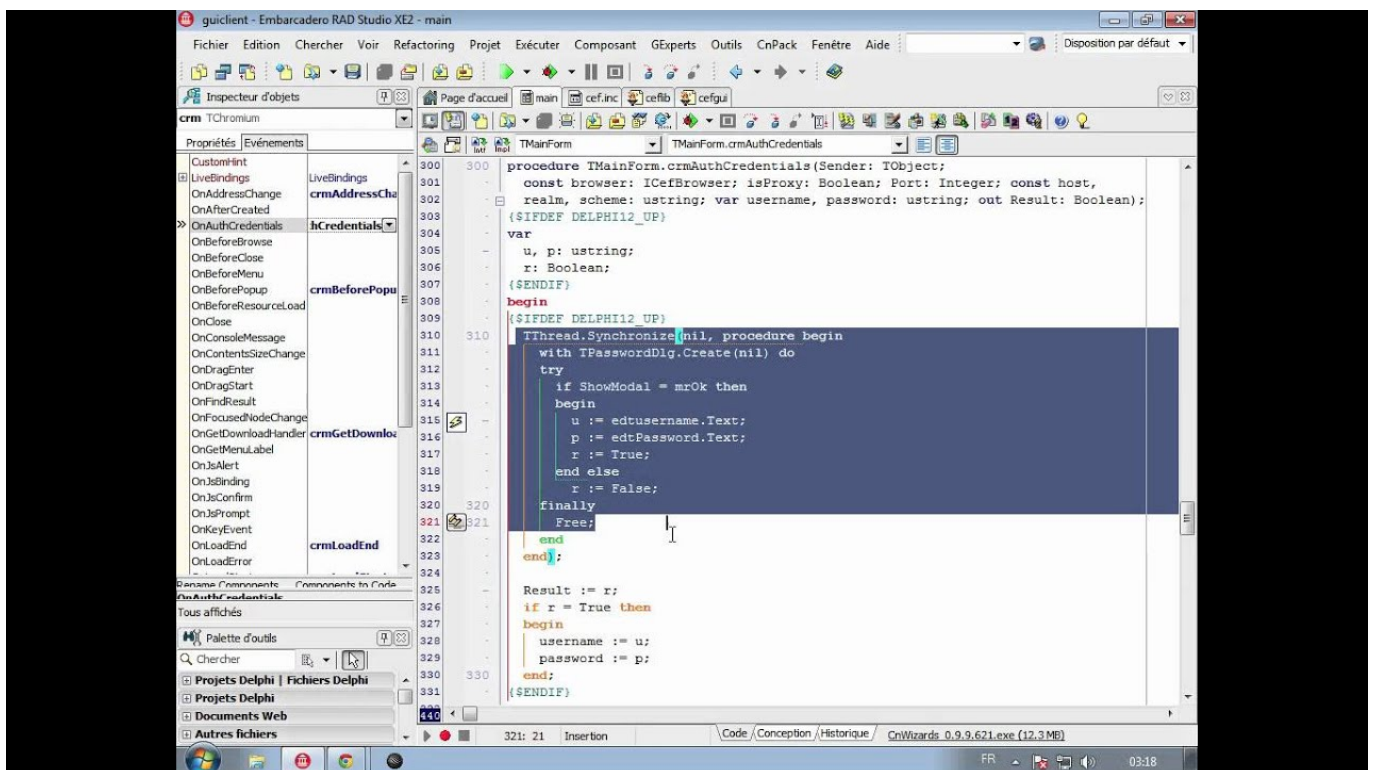 guiclient - Embarcadero RAD Studio XE2 - main
Fichier Edition Chercher Voir Refactoring Projet Exécuter Composant GExperts Outils CnPack Fenêtre Aide Disposition par défaut
Inspecteur d'objets
Page d'accueil main cef.inc ceflib cefgui
crm TChromium
Propriétés Evénements
TMainForm TMainForm.crmAuthCredentials
CustomHint
LiveBindings LiveBindings
OnAddressChange crmAddressCha
OnAfterCreated
OnAuthCredentials hCredentials
OnBeforeBrowse
OnBeforeClose
OnBeforeMenu
OnBeforePopup crmBeforePopu
OnBeforeResourceLoad
OnClose
OnConsoleMessage
OnContentsSizeChange
OnDragEnter
OnDragStart
OnFindResult
OnFocusedNodeChange
OnGetDownloadHandler crmGetDownloa
OnGetMenuLabel
OnJsAlert
OnJsBinding
OnJsConfirm
OnJsPrompt
OnKeyEvent
OnLoadEnd crmLoadEnd
OnLoadError
Rename Components Components to Code
OnAuthCredentials
Tous affichés
Palette d'outils
Chercher
Projets Delphi | Fichiers Delphi
Projets Delphi
Documents Web
Autres fichiers
300 300 procedure TMainForm.crmAuthCredentials(Sender: TObject;
301 const browser: ICefBrowser; isProxy: Boolean; Port: Integer; const host,
302 realm, scheme: ustring; var username, password: ustring; out Result: Boolean);
303 {$IFDEF DELPHI12_UP}
304 var
305 u, p: ustring;
306 r: Boolean;
307 {$ENDIF}
308 begin
309 {$IFDEF DELPHI12_UP}
310 310 TThread.Synchronize(nil, procedure begin
311 with TPasswordDlg.Create(nil) do
312 try
313 if ShowModal = mrOk then
314 begin
315 u := edtusername.Text;
316 p := edtPassword.Text;
317 r := True;
318 end else
319 r := False;
320 320 finally
321 321 Free;
322 end
323 end);
324
325 Result := r;
326 if r = True then
327 begin
328 username := u;
329 password := p;
330 330 end;
331 {$ENDIF}
440
321: 21 Insertion Code Conception Historique CnWizards_0.9.9.621.exe (12.3 MB)
FR 03:18